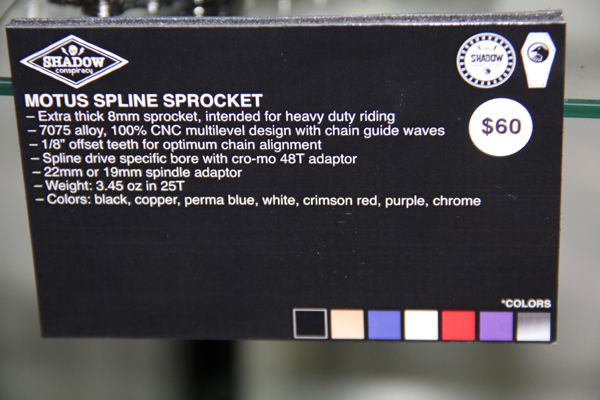 SHADOW
conspiracy
SHADOW
MOTUS SPLINE SPROCKET
$60
– Extra thick 8mm sprocket, intended for heavy duty riding
– 7075 alloy, 100% CNC multilevel design with chain guide waves
– 1/8" offset teeth for optimum chain alignment
– Spline drive specific bore with cro-mo 48T adaptor
– 22mm or 19mm spindle adaptor
– Weight: 3.45 oz in 25T
– Colors: black, copper, perma blue, white, crimson red, purple, chrome
*COLORS